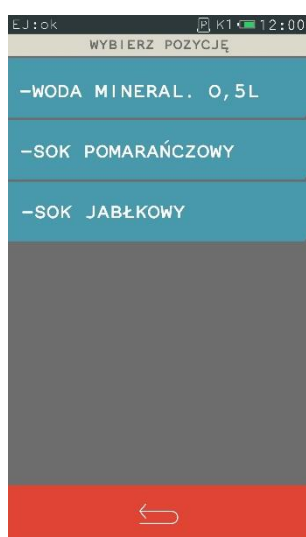 EJ:ok P K1 12:00
WYBIERZ POZYCJĘ
-WODA MINERAL. 0,5L
-SOK POMARAŃCZOWY
-SOK JABŁKOWY